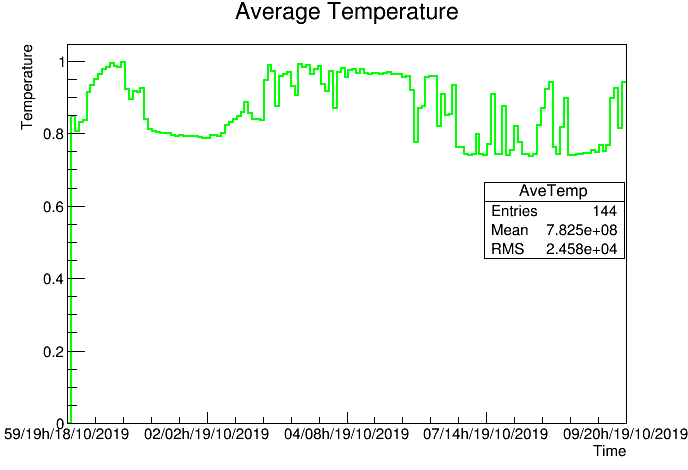 Average Temperature
Temperature
1
0.8
0.6
0.4
0.2
0
AveTemp
Entries 144
Mean 7.825e+08
RMS 2.458e+04
59/19h/18/10/2019 02/02h/19/10/2019 04/08h/19/10/2019 07/14h/19/10/2019 09/20h/19/10/2019
Time